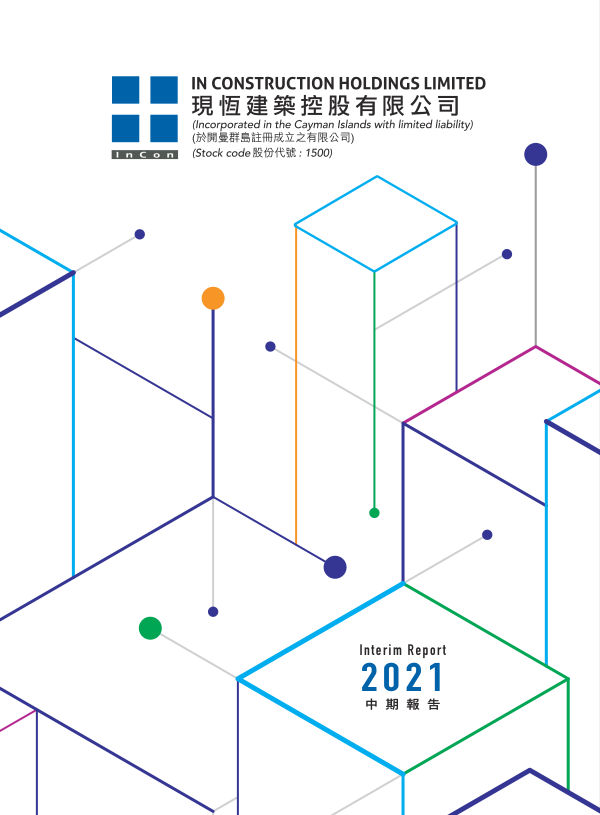 IN CONSTRUCTION HOLDINGS LIMITED
現恆建築控股有限公司
(Incorporated in the Cayman Islands with limited liability)
(於開曼群島註冊成立之有限公司)
InCon
(Stock code 股份代號 : 1500)
Interim Report
2021
中期報告